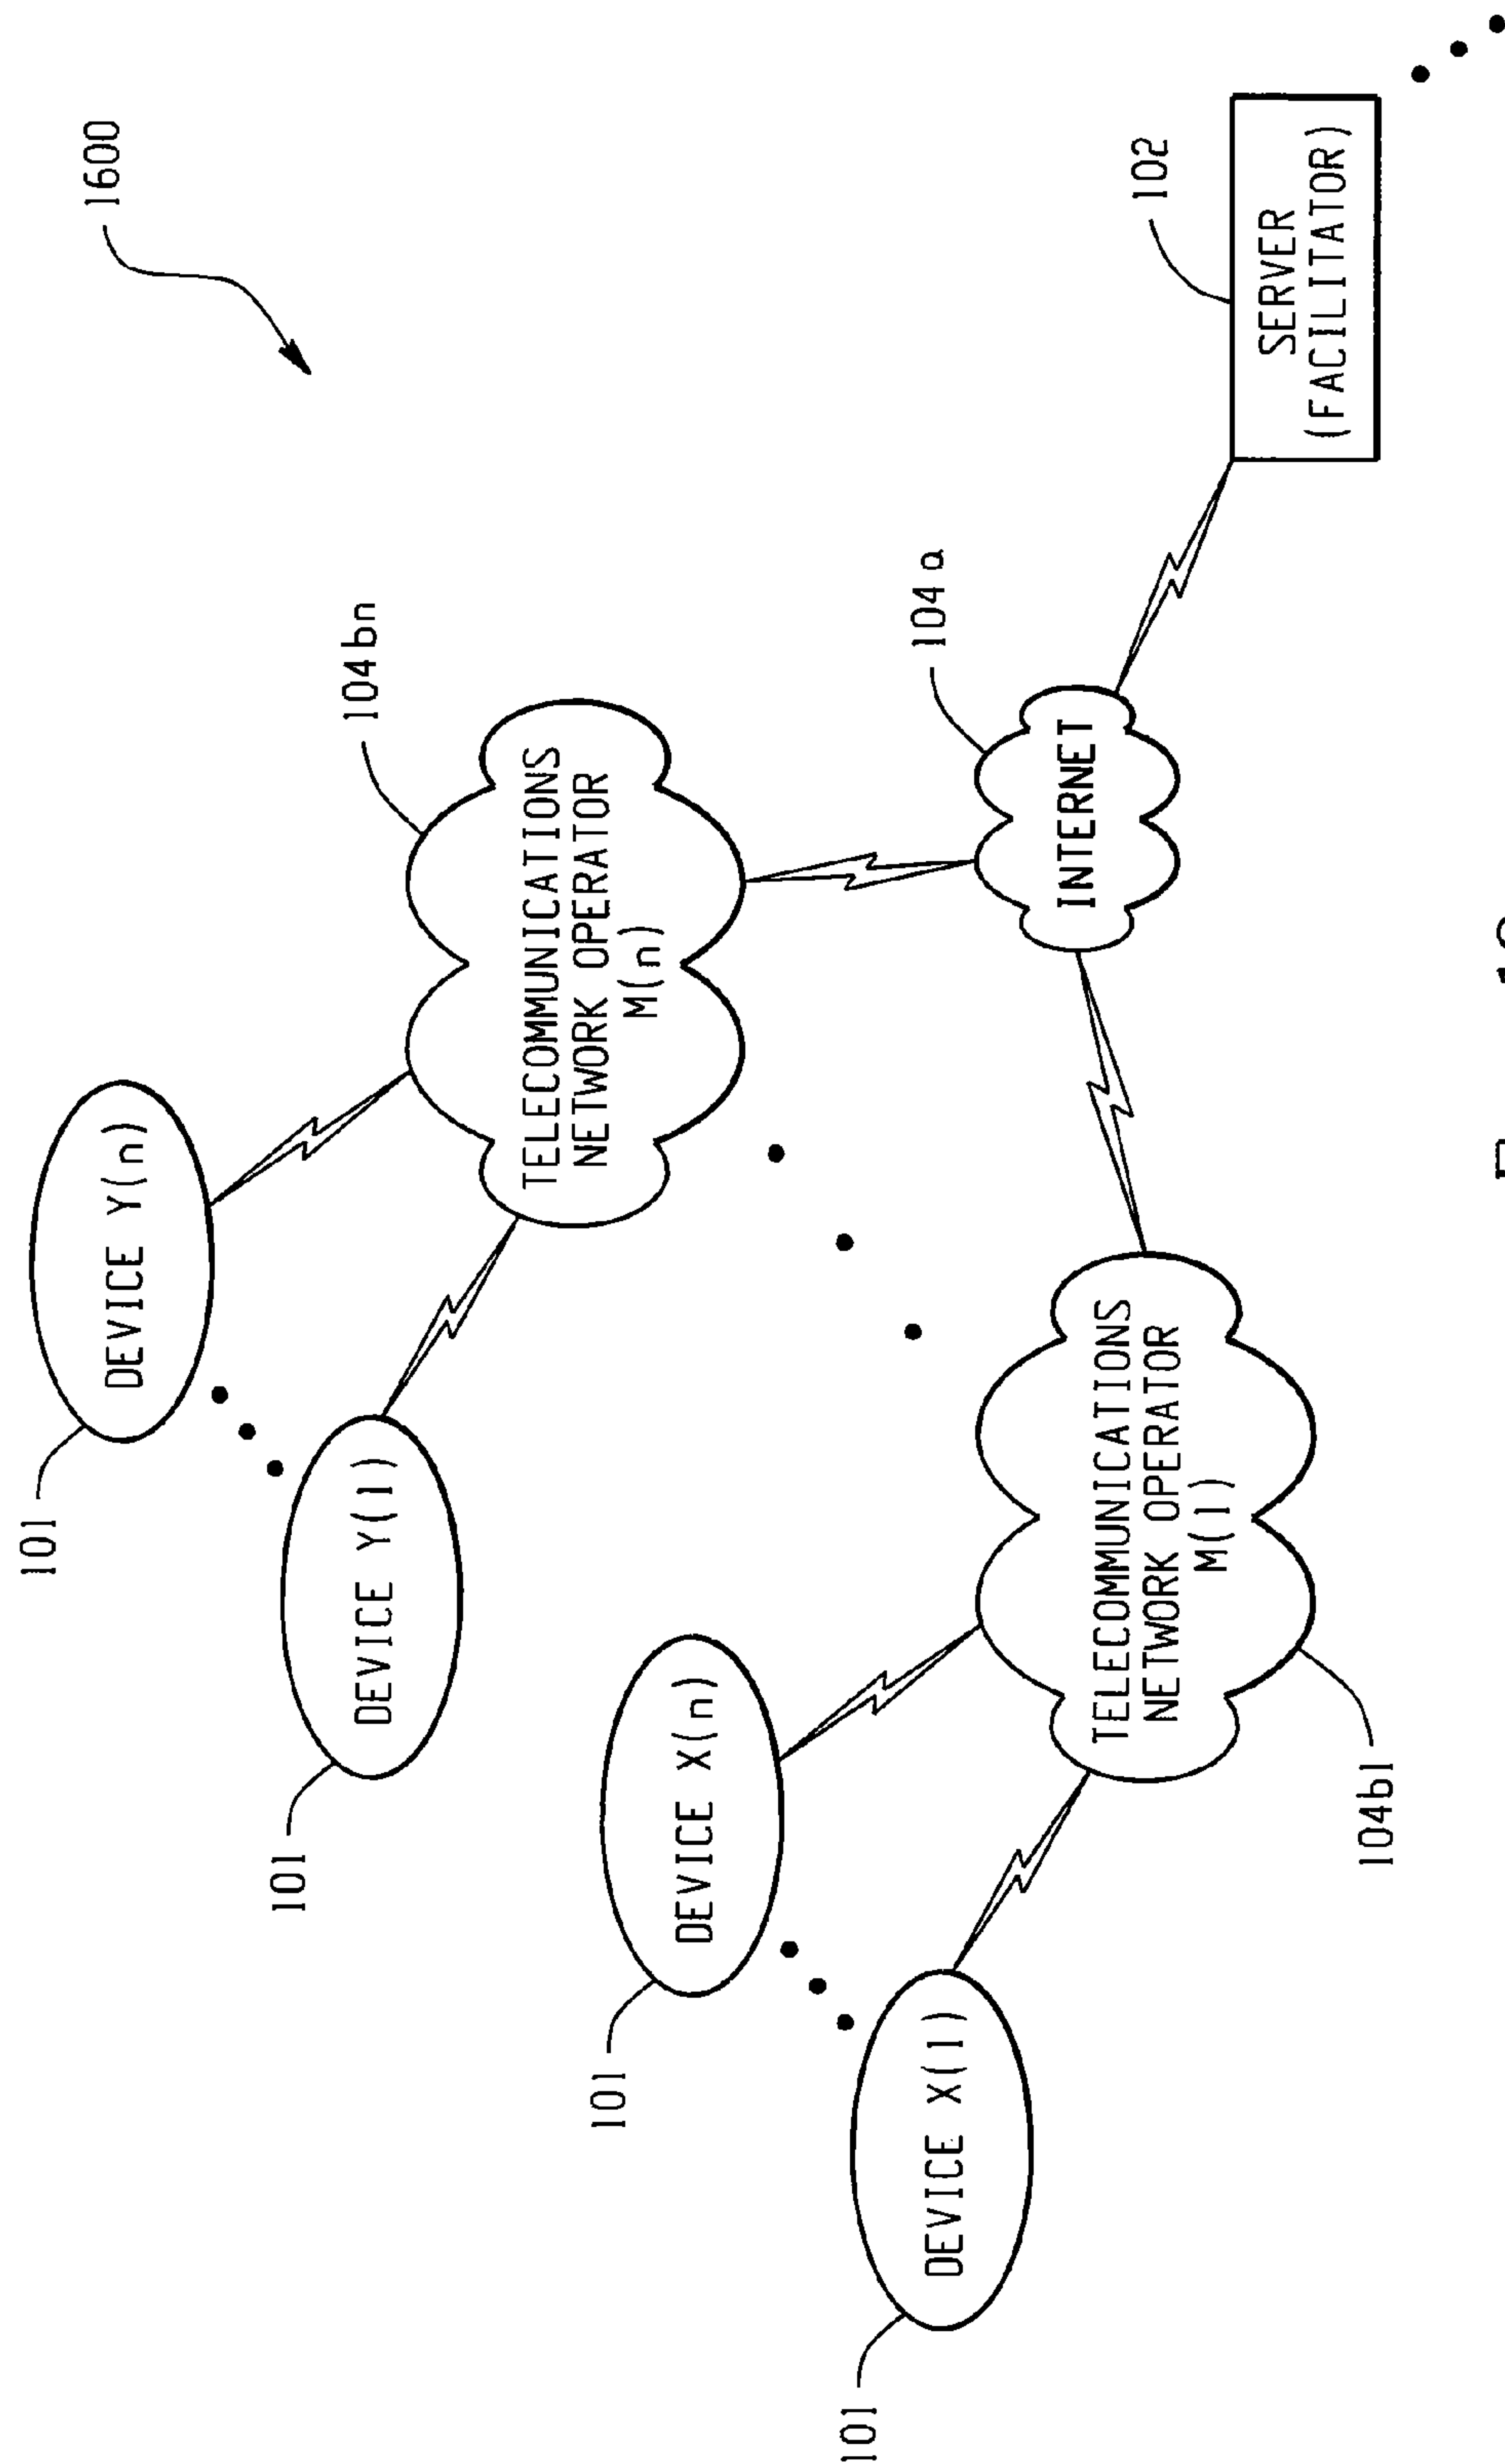 1600
101
DEVICE Y(n)
101
DEVICE Y(1)
104bn
TELECOMMUNICATIONS
NETWORK OPERATOR
M(n)
101
DEVICE X(n)
101
DEVICE X(1)
104a
INTERNET
102
SERVER
(FACILITATOR)
TELECOMMUNICATIONS
NETWORK OPERATOR
M(1)
104b1